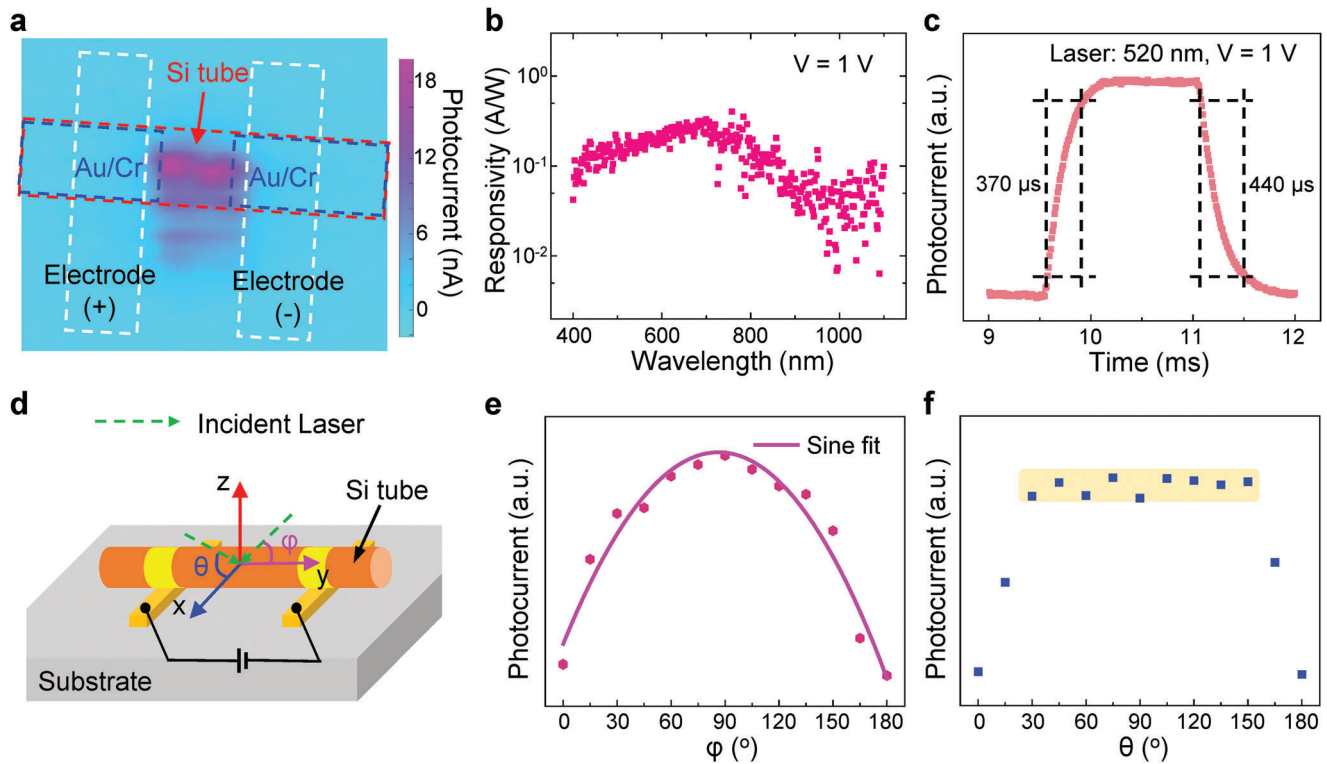 a
Si tube
Au/Cr
Au/Cr
Electrode
(+)
Electrode
(-)
18
12
6
0
Photocurrent (nA)
b
V = 1 V
Responsivity (A/W)
10⁰
10⁻¹
10⁻²
400
600
800
1000
Wavelength (nm)
c
Laser: 520 nm, V = 1 V
Photocurrent (a.u.)
370 μs
440 μs
9
10
11
12
Time (ms)
d
Incident Laser
z
Si tube
φ
θ
y
x
Substrate
e
Sine fit
Photocurrent (a.u.)
0
30
60
90
120
150
180
φ (º)
f
Photocurrent (a.u.)
0
30
60
90
120
150
180
θ (º)